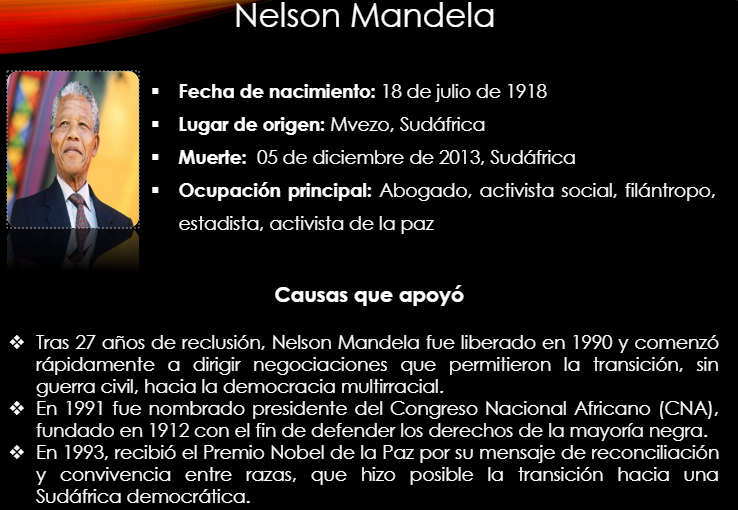 Nelson Mandela
▪ Fecha de nacimiento: 18 de julio de 1918
▪ Lugar de origen: Mvezo, Sudáfrica
▪ Muerte: 05 de diciembre de 2013, Sudáfrica
▪ Ocupación principal: Abogado, activista social, filántropo,
estadista, activista de la paz
Causas que apoyó
❖ Tras 27 años de reclusión, Nelson Mandela fue liberado en 1990 y comenzó
rápidamente a dirigir negociaciones que permitieron la transición, sin
guerra civil, hacia la democracia multirracial.
❖ En 1991 fue nombrado presidente del Congreso Nacional Africano (CNA),
fundado en 1912 con el fin de defender los derechos de la mayoría negra.
❖ En 1993, recibió el Premio Nobel de la Paz por su mensaje de reconciliación
y convivencia entre razas, que hizo posible la transición hacia una
Sudáfrica democrática.